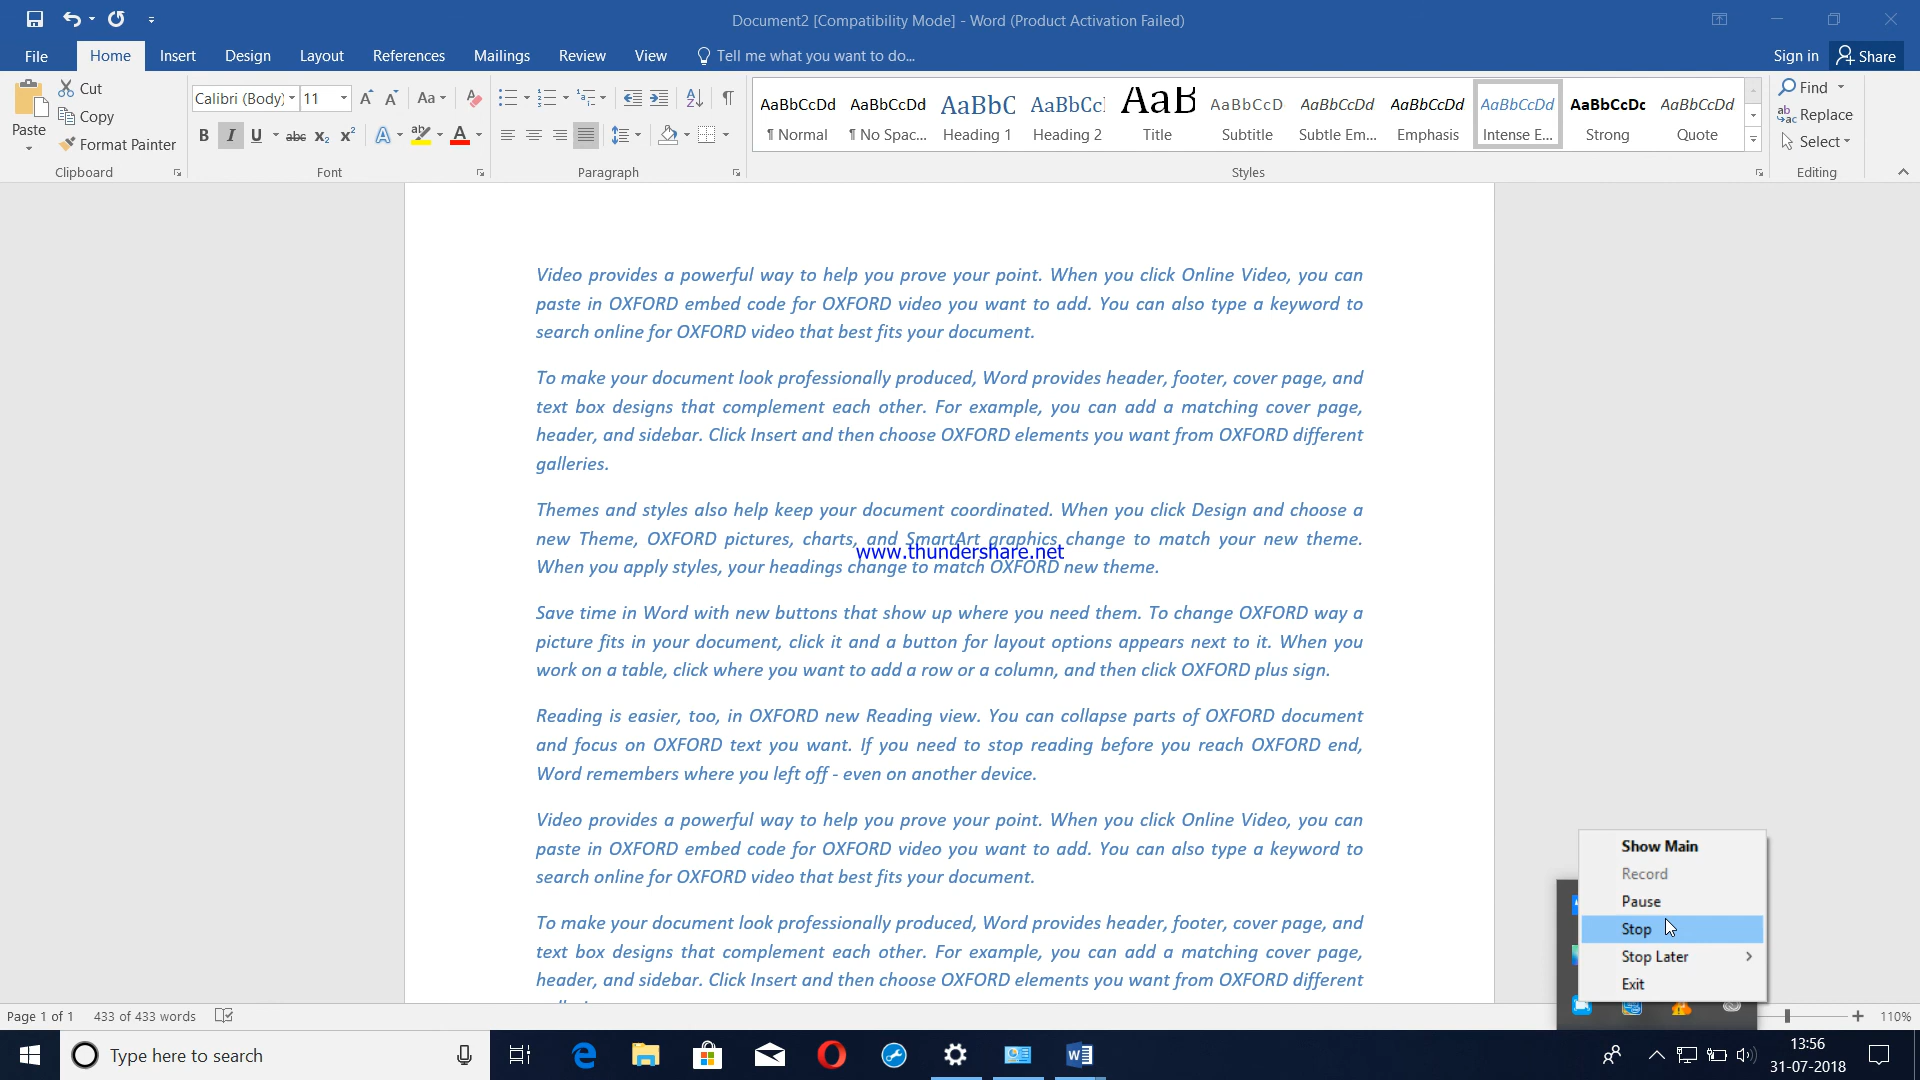 Document2 [Compatibility Mode] - Word (Product Activation Failed)
File Home Insert Design Layout References Mailings Review View Tell me what you want to do... Sign in Share
Paste
Cut
Copy
Format Painter
Clipboard
Calibri (Body) 11
Font
Paragraph
AaBbCcDd AaBbCcDd AaBbC AaBbCc AaB AaBbCcD AaBbCcDd AaBbCcDd AaBbCcDd AaBbCcDc AaBbCcDd
¶ Normal ¶ No Spac... Heading 1 Heading 2 Title Subtitle Subtle Em... Emphasis Intense E... Strong Quote
Styles
Find
Replace
Select
Editing
Video provides a powerful way to help you prove your point. When you click Online Video, you can
paste in OXFORD embed code for OXFORD video you want to add. You can also type a keyword to
search online for OXFORD video that best fits your document.
To make your document look professionally produced, Word provides header, footer, cover page, and
text box designs that complement each other. For example, you can add a matching cover page,
header, and sidebar. Click Insert and then choose OXFORD elements you want from OXFORD different
galleries.
Themes and styles also help keep your document coordinated. When you click Design and choose a
new Theme, OXFORD pictures, charts, and SmartArt graphics change to match your new theme.
www.thundershare.net
When you apply styles, your headings change to match OXFORD new theme.
Save time in Word with new buttons that show up where you need them. To change OXFORD way a
picture fits in your document, click it and a button for layout options appears next to it. When you
work on a table, click where you want to add a row or a column, and then click OXFORD plus sign.
Reading is easier, too, in OXFORD new Reading view. You can collapse parts of OXFORD document
and focus on OXFORD text you want. If you need to stop reading before you reach OXFORD end,
Word remembers where you left off - even on another device.
Video provides a powerful way to help you prove your point. When you click Online Video, you can
paste in OXFORD embed code for OXFORD video you want to add. You can also type a keyword to
search online for OXFORD video that best fits your document.
To make your document look professionally produced, Word provides header, footer, cover page, and
text box designs that complement each other. For example, you can add a matching cover page,
header, and sidebar. Click Insert and then choose OXFORD elements you want from OXFORD different
Show Main
Record
Pause
Stop
Stop Later
Exit
Page 1 of 1 433 of 433 words 110%
Type here to search
13:56
31-07-2018